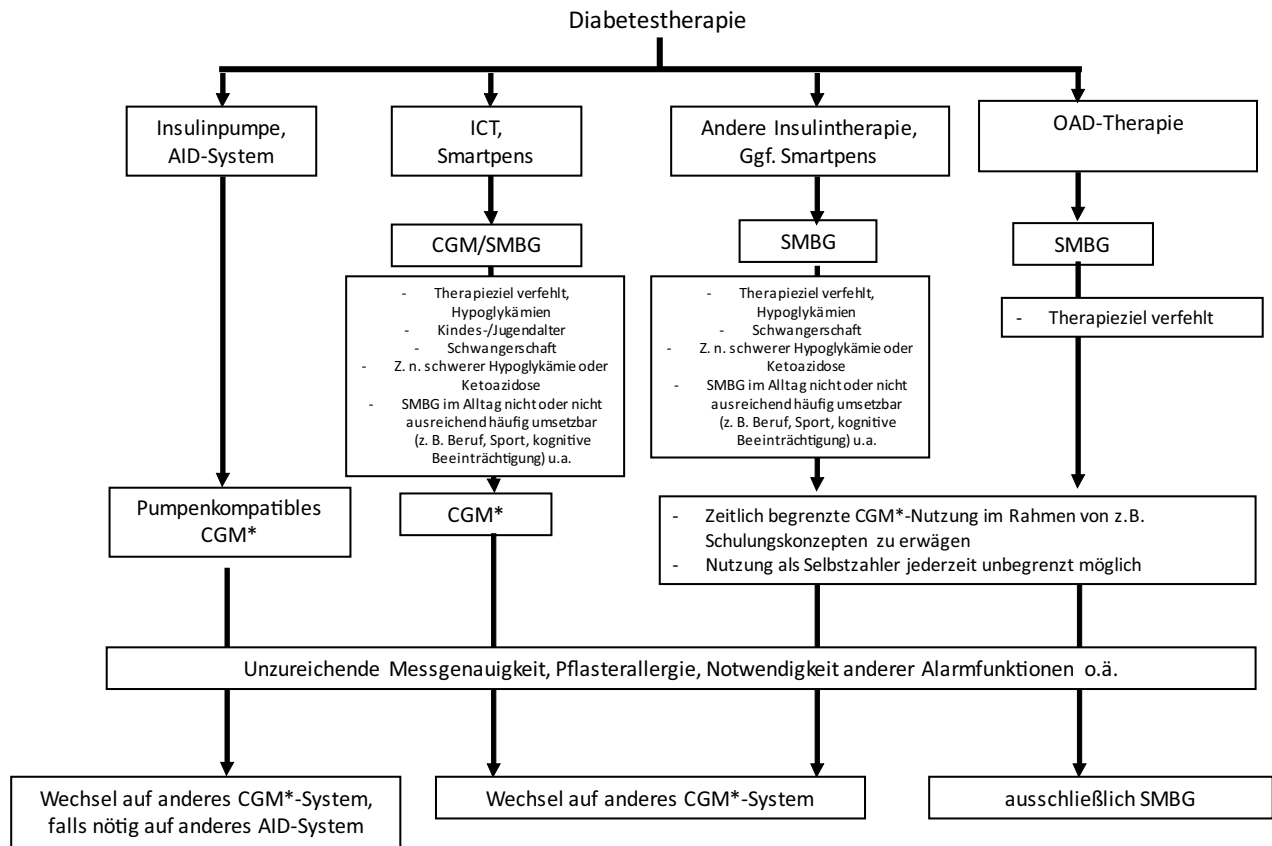 Diabetestherapie
Insulinpumpe,
AID-System
ICT,
Smartpens
Andere Insulintherapie,
Ggf. Smartpens
OAD-Therapie
CGM/SMBG
SMBG
SMBG
- Therapieziel verfehlt,
Hypoglykämien
- Kindes-/Jugendalter
- Schwangerschaft
- Z. n. schwerer Hypoglykämie oder
Ketoazidose
- SMBG im Alltag nicht oder nicht
ausreichend häufig umsetzbar
(z. B. Beruf, Sport, kognitive
Beeinträchtigung) u.a.
- Therapieziel verfehlt,
Hypoglykämien
- Schwangerschaft
- Z. n. schwerer Hypoglykämie oder
Ketoazidose
- SMBG im Alltag nicht oder nicht
ausreichend häufig umsetzbar
(z. B. Beruf, Sport, kognitive
Beeinträchtigung) u.a.
- Therapieziel verfehlt
Pumpenkompatibles
CGM*
CGM*
- Zeitlich begrenzte CGM*-Nutzung im Rahmen von z.B.
Schulungskonzepten zu erwägen
- Nutzung als Selbstzahler jederzeit unbegrenzt möglich
Unzureichende Messgenauigkeit, Pflasterallergie, Notwendigkeit anderer Alarmfunktionen o.ä.
Wechsel auf anderes CGM*-System,
falls nötig auf anderes AID-System
Wechsel auf anderes CGM*-System
ausschließlich SMBG